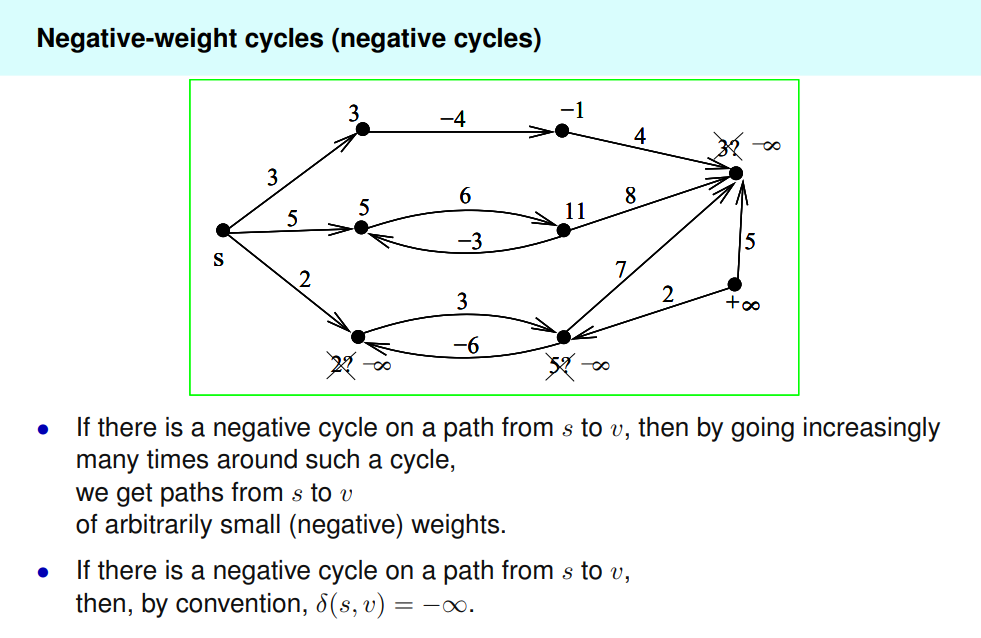 Negative-weight cycles (negative cycles)
3
−4
−1
4
3? −∞
3
5
5
6
11
8
−3
5
s
2
7
2
+∞
3
−6
2? −∞
5? −∞
• If there is a negative cycle on a path from s to v, then by going increasingly
many times around such a cycle,
we get paths from s to v
of arbitrarily small (negative) weights.
• If there is a negative cycle on a path from s to v,
then, by convention, δ(s, v) = −∞.